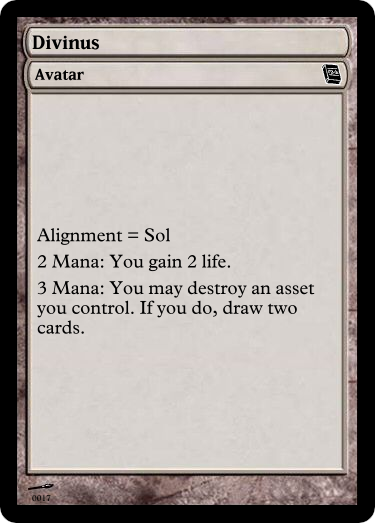 Divinus
Avatar
Alignment = Sol
2 Mana: You gain 2 life.
3 Mana: You may destroy an asset
you control. If you do, draw two
cards.
0017